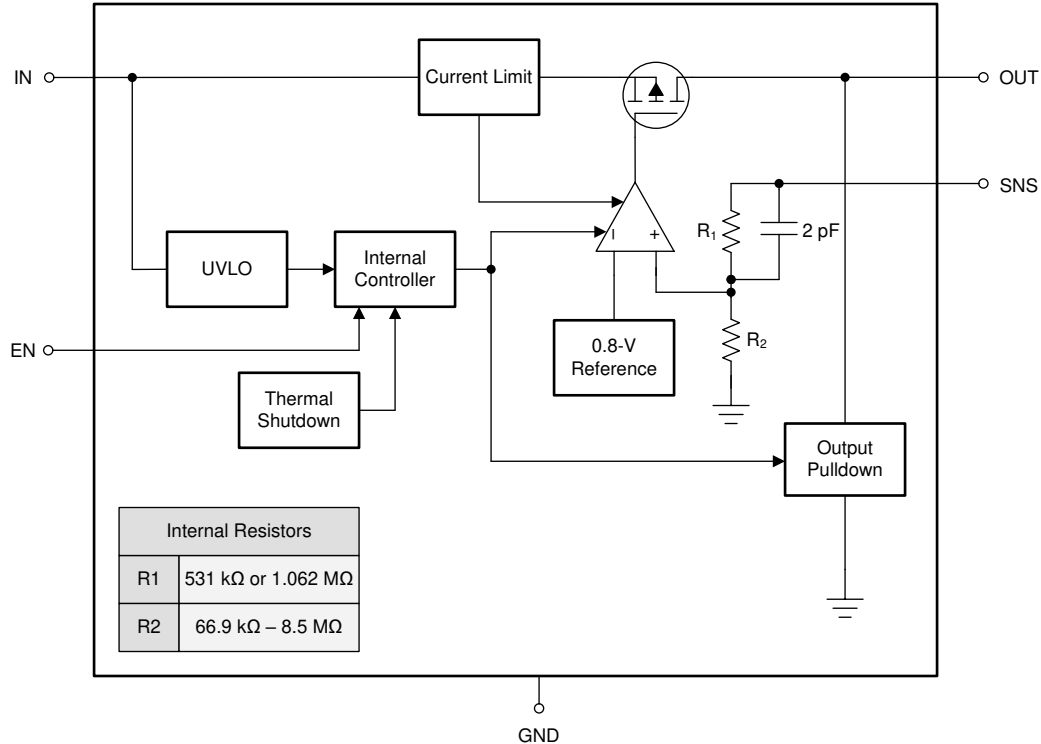 IN
Current Limit
OUT
SNS
R1
2 pF
– +
UVLO
Internal
Controller
EN
0.8-V
Reference
R2
Thermal
Shutdown
Output
Pulldown
Internal Resistors
R1 531 kΩ or 1.062 MΩ
R2 66.9 kΩ – 8.5 MΩ
GND